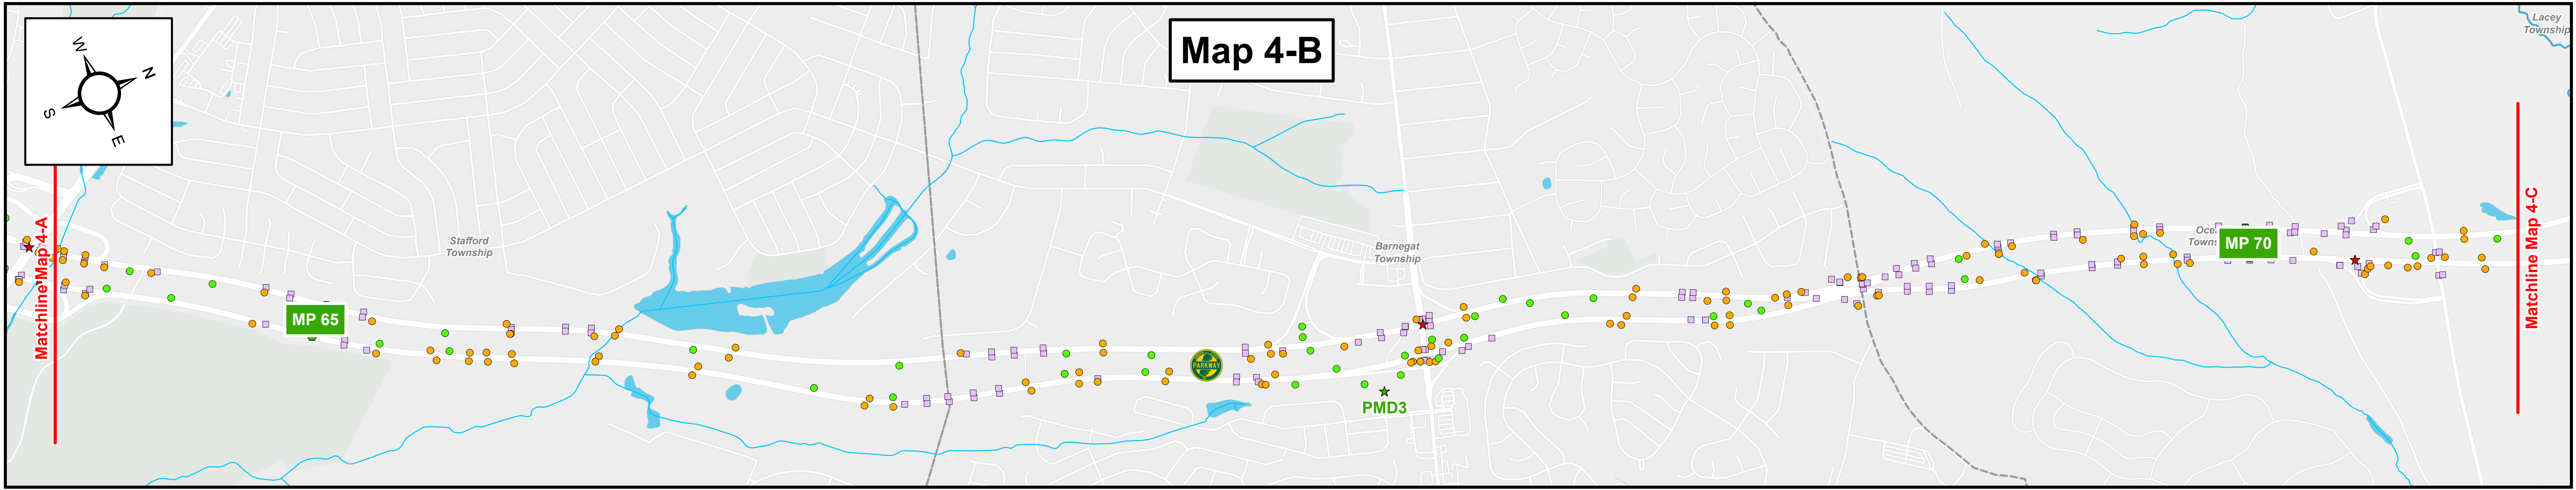 Map 4-B
W
N
S
E
Lacey
Township
Matchline Map 4-A
Stafford
Township
MP 65
PARKWAY
Barnegat
Township
PMD3
MP 70
Matchline Map 4-C